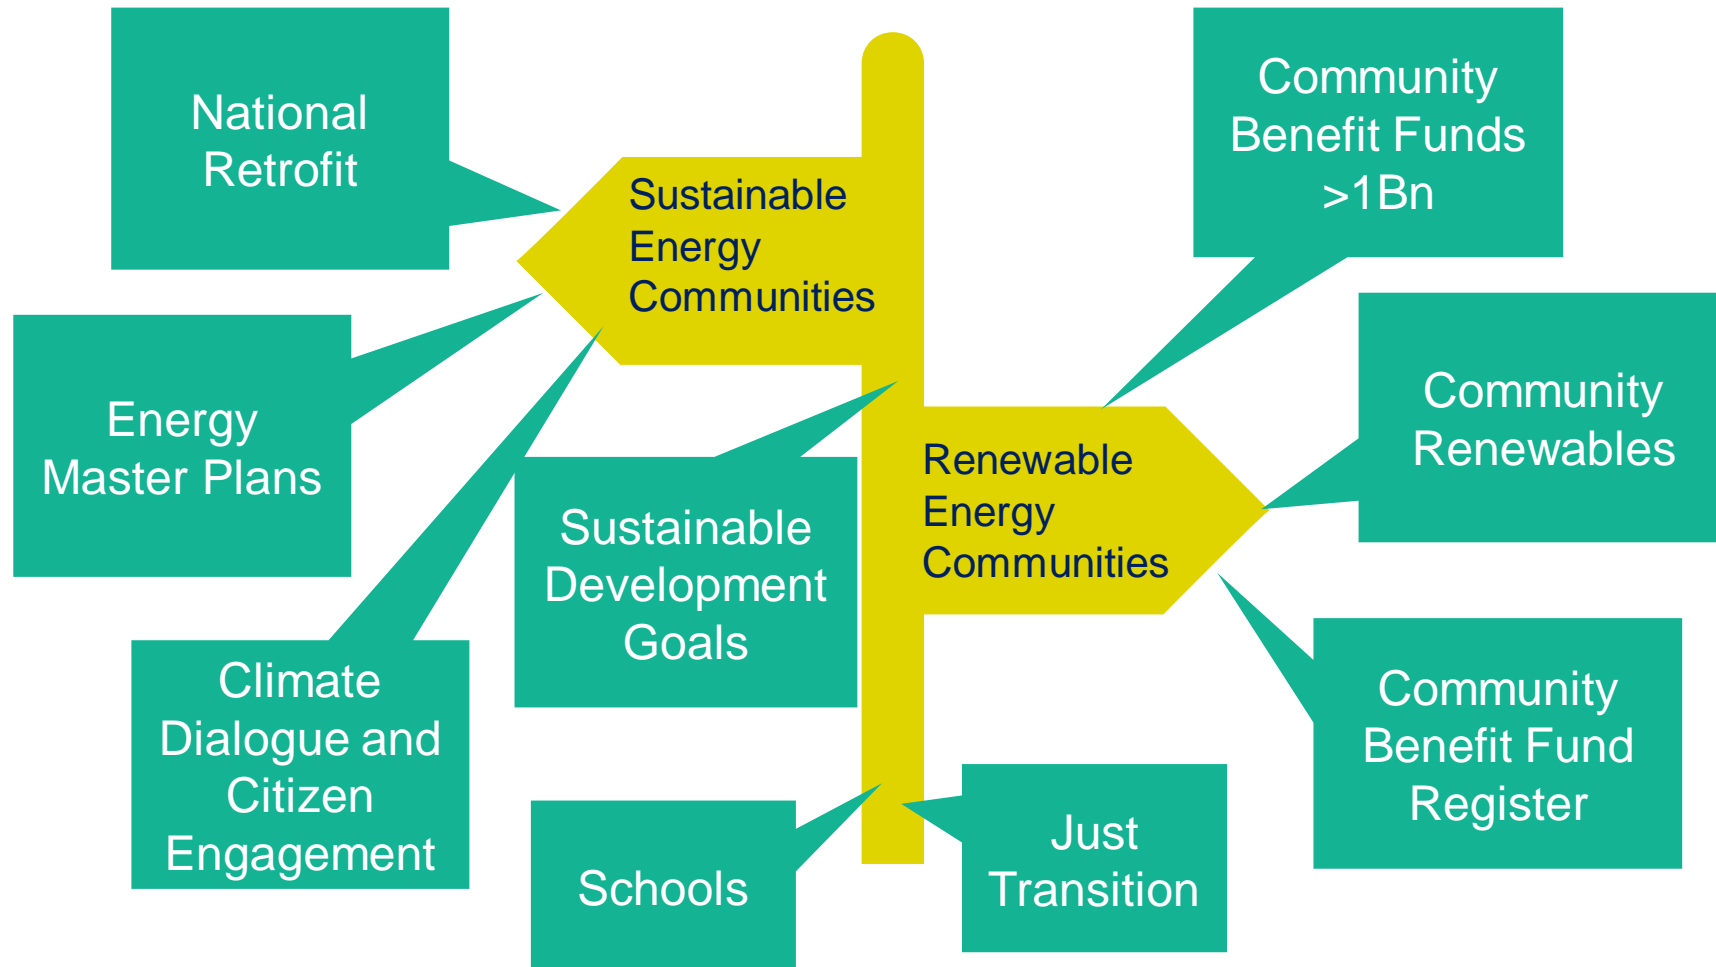 National
Retrofit
Community
Benefit Funds
>1Bn
Sustainable
Energy
Communities
Energy
Master Plans
Community
Renewables
Renewable
Energy
Communities
Sustainable
Development
Goals
Climate
Dialogue and
Citizen
Engagement
Community
Benefit Fund
Register
Schools
Just
Transition